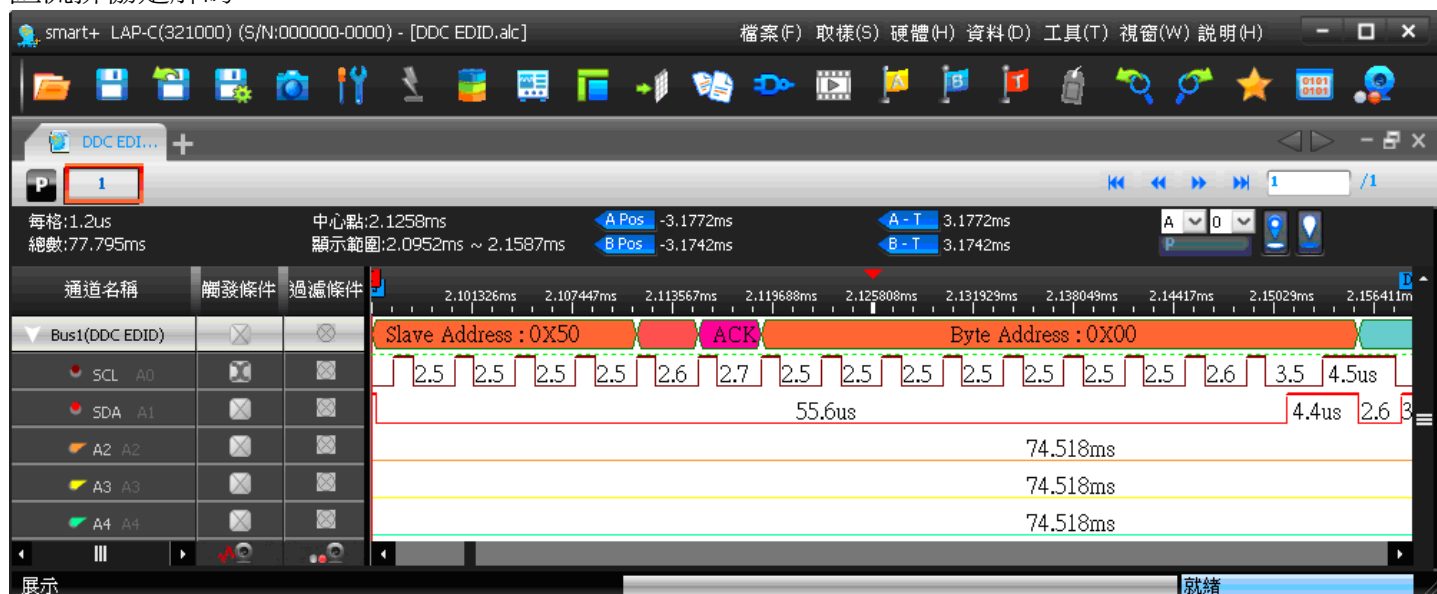 smart+ LAP-C(321000) (S/N:000000-0000) - [DDC EDID.alc] 檔案(F) 取樣(S) 硬體(H) 資料(D) 工具(T) 視窗(W) 説明(H)
DDC EDI...
P 1 1 /1
每格:1.2us 中心點:2.1258ms A Pos -3.1772ms A - T 3.1772ms A 0
總數:77.795ms 顯示範圍:2.0952ms ~ 2.1587ms B Pos -3.1742ms B - T 3.1742ms P
通道名稱 觸發條件 過濾條件 2.101326ms 2.107447ms 2.113567ms 2.119688ms 2.125808ms 2.131929ms 2.138049ms 2.14417ms 2.15029ms 2.156411m D
Bus1(DDC EDID) Slave Address : 0X50 ACK Byte Address : 0X00
SCL A0 2.5 2.5 2.5 2.5 2.6 2.7 2.5 2.5 2.5 2.5 2.5 2.5 2.5 2.6 3.5 4.5us
SDA A1 55.6us 4.4us 2.6 3
A2 A2 74.518ms
A3 A3 74.518ms
A4 A4 74.518ms
展示 就緒